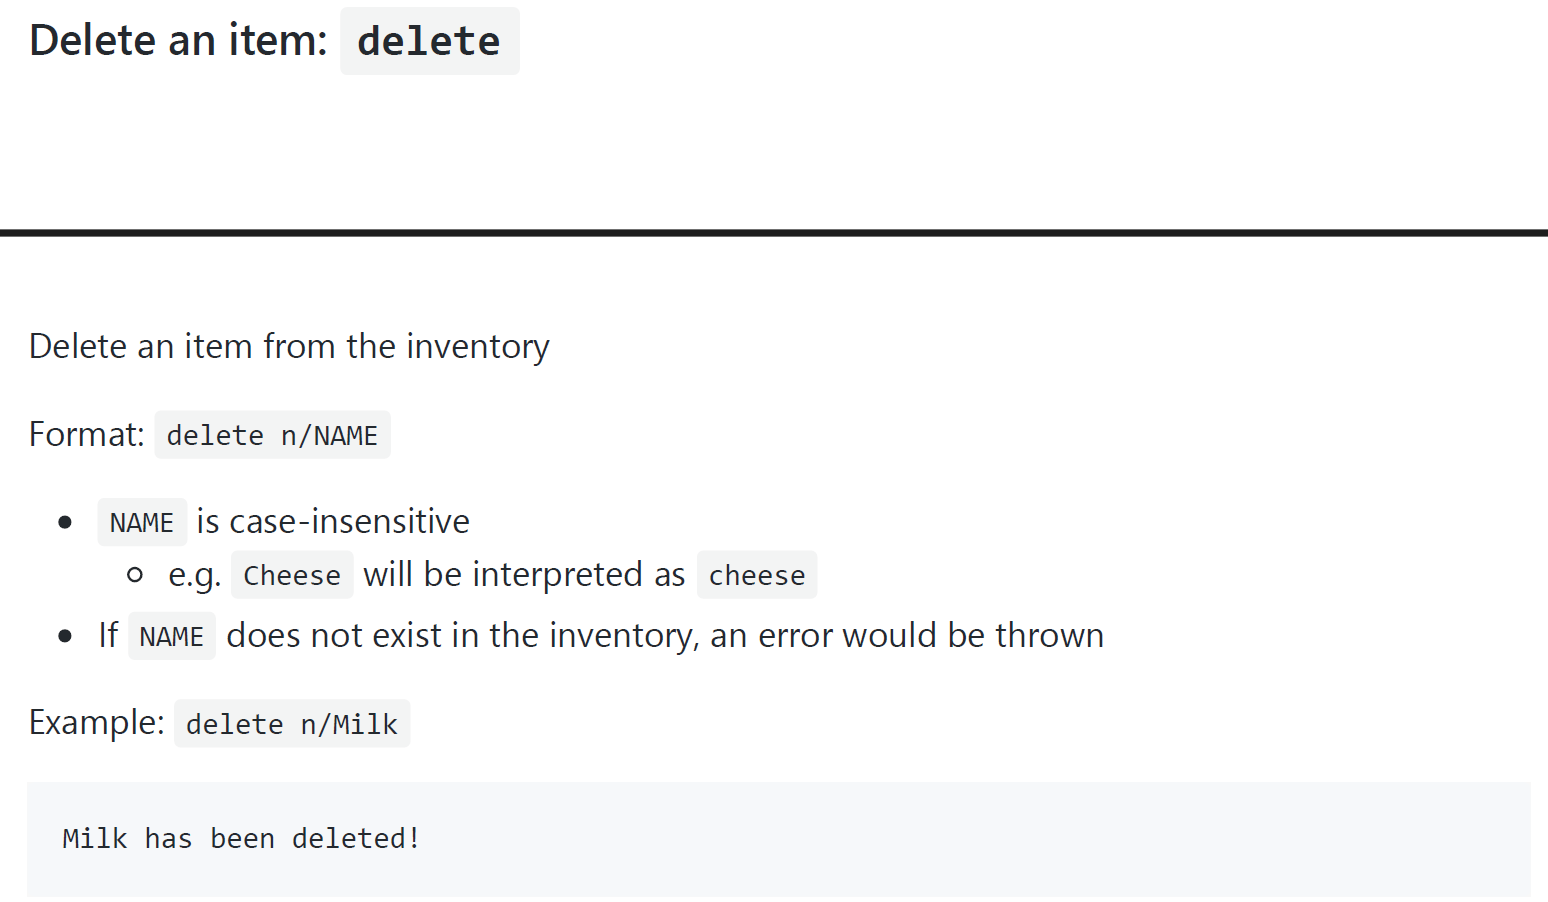 Delete an item: delete
Delete an item from the inventory
Format: delete n/NAME
NAME is case-insensitive
e.g. Cheese will be interpreted as cheese
If NAME does not exist in the inventory, an error would be thrown
Example: delete n/Milk
Milk has been deleted!